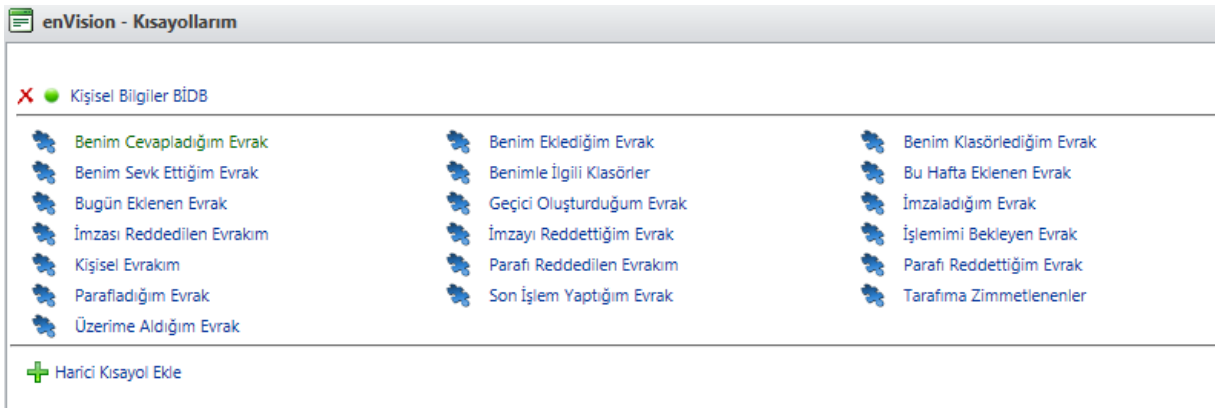 enVision - Kısayollarım
Kişisel Bilgiler BİDB
Benim Cevapladığım Evrak Benim Eklediğim Evrak Benim Klasörlediğim Evrak
Benim Sevk Ettiğim Evrak Benimle İlgili Klasörler Bu Hafta Eklenen Evrak
Bugün Eklenen Evrak Geçici Oluşturduğum Evrak İmzaladığım Evrak
İmzası Reddedilen Evrakım İmzayı Reddettiğim Evrak İşlemimi Bekleyen Evrak
Kişisel Evrakım Parafı Reddedilen Evrakım Parafı Reddettiğim Evrak
Parafladığım Evrak Son İşlem Yaptığım Evrak Tarafıma Zimmetlenenler
Üzerime Aldığım Evrak
Harici Kısayol Ekle